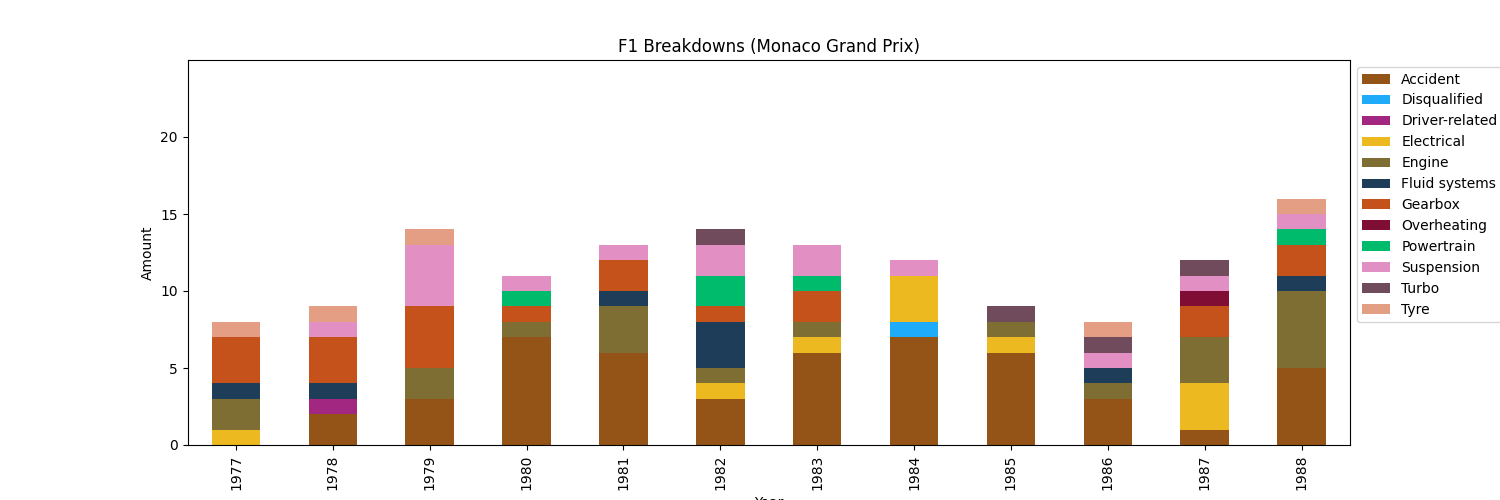 F1 Breakdowns (Monaco Grand Prix)
Amount
20
15
10
5
0
1977
1978
1979
1980
1981
1982
1983
1984
1985
1986
1987
1988
Year
Accident
Disqualified
Driver-related
Electrical
Engine
Fluid systems
Gearbox
Overheating
Powertrain
Suspension
Turbo
Tyre